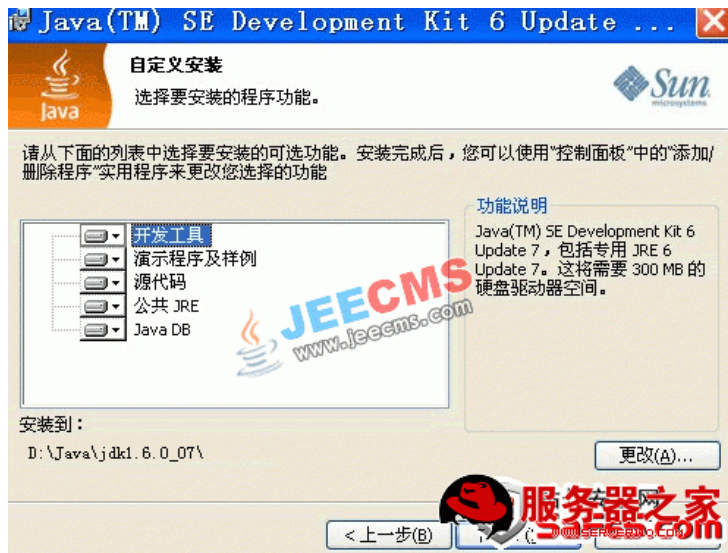 Java(TM) SE Development Kit 6 Update ...
Java
自定义安装
选择要安装的程序功能。
Sun
microsystems
请从下面的列表中选择要安装的可选功能。安装完成后，您可以使用“控制面板”中的“添加/
删除程序”实用程序来更改您选择的功能
开发工具
演示程序及样例
源代码
公共 JRE
Java DB
功能说明
Java(TM) SE Development Kit 6
Update 7，包括专用 JRE 6
Update 7。这将需要 300 MB 的
硬盘驱动器空间。
JEECMS
www.jeecms.com
安装到：
D:\Java\jdk1.6.0_07\
更改(A)...
< 上一步(B)
服务器之家